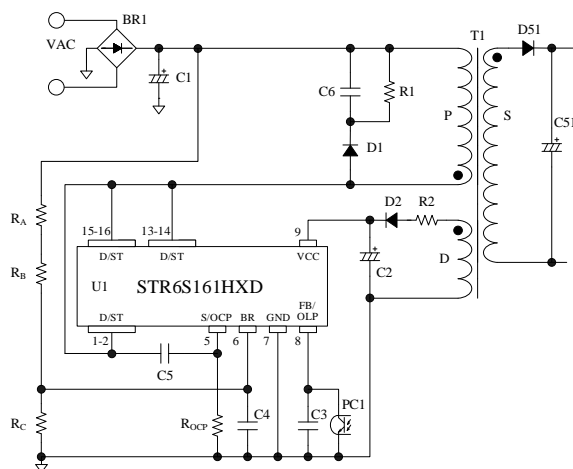 BR1
VAC
C1
C6
R1
D1
P
T1
S
D51
C51
RA
RB
15-16
13-14
9
D/ST
D/ST
VCC
D2
R2
C2
D
U1
STR6S161HXD
D/ST
S/OCP
BR
GND
FB/
OLP
1-2
5
6
7
8
C5
RC
ROCP
C4
C3
PC1